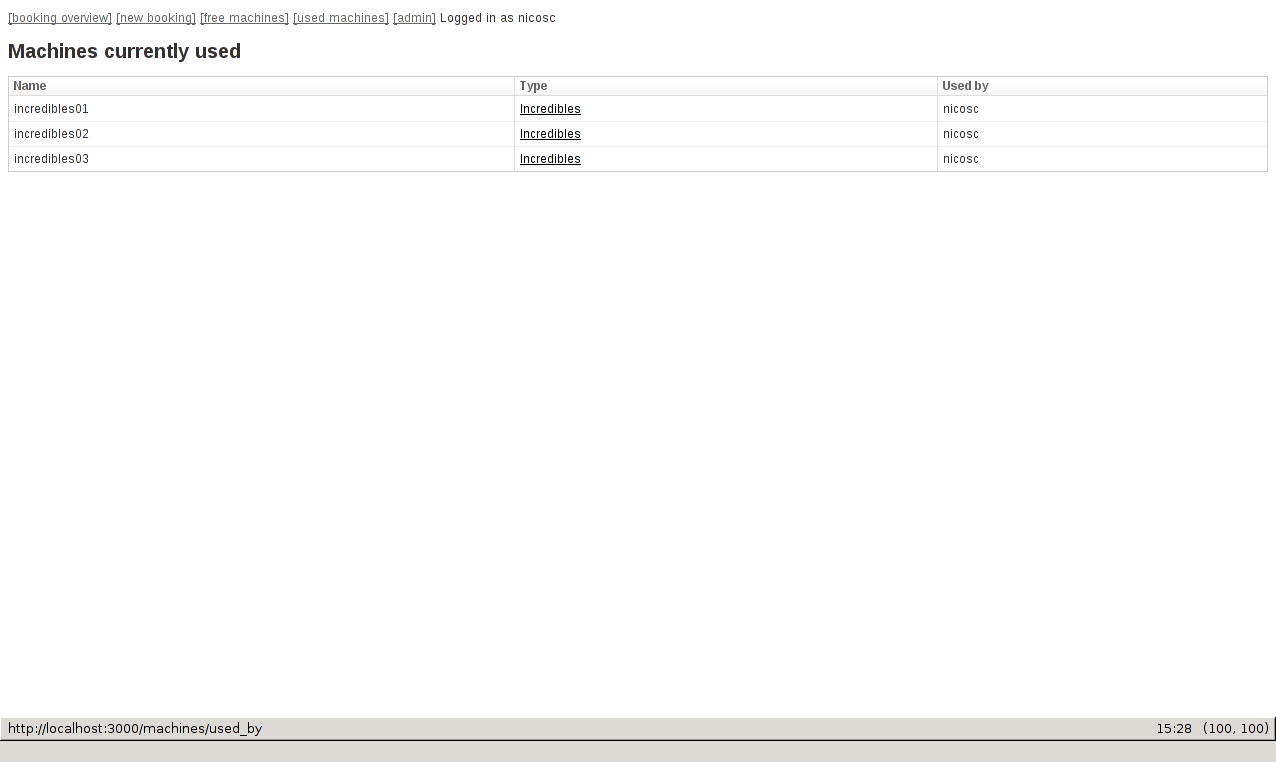 [booking overview] [new booking] [free machines] [used machines] [admin] Logged in as nicosc
Machines currently used
Name Type Used by
incredibles01 Incredibles nicosc
incredibles02 Incredibles nicosc
incredibles03 Incredibles nicosc
http://localhost:3000/machines/used_by 15:28 (100, 100)